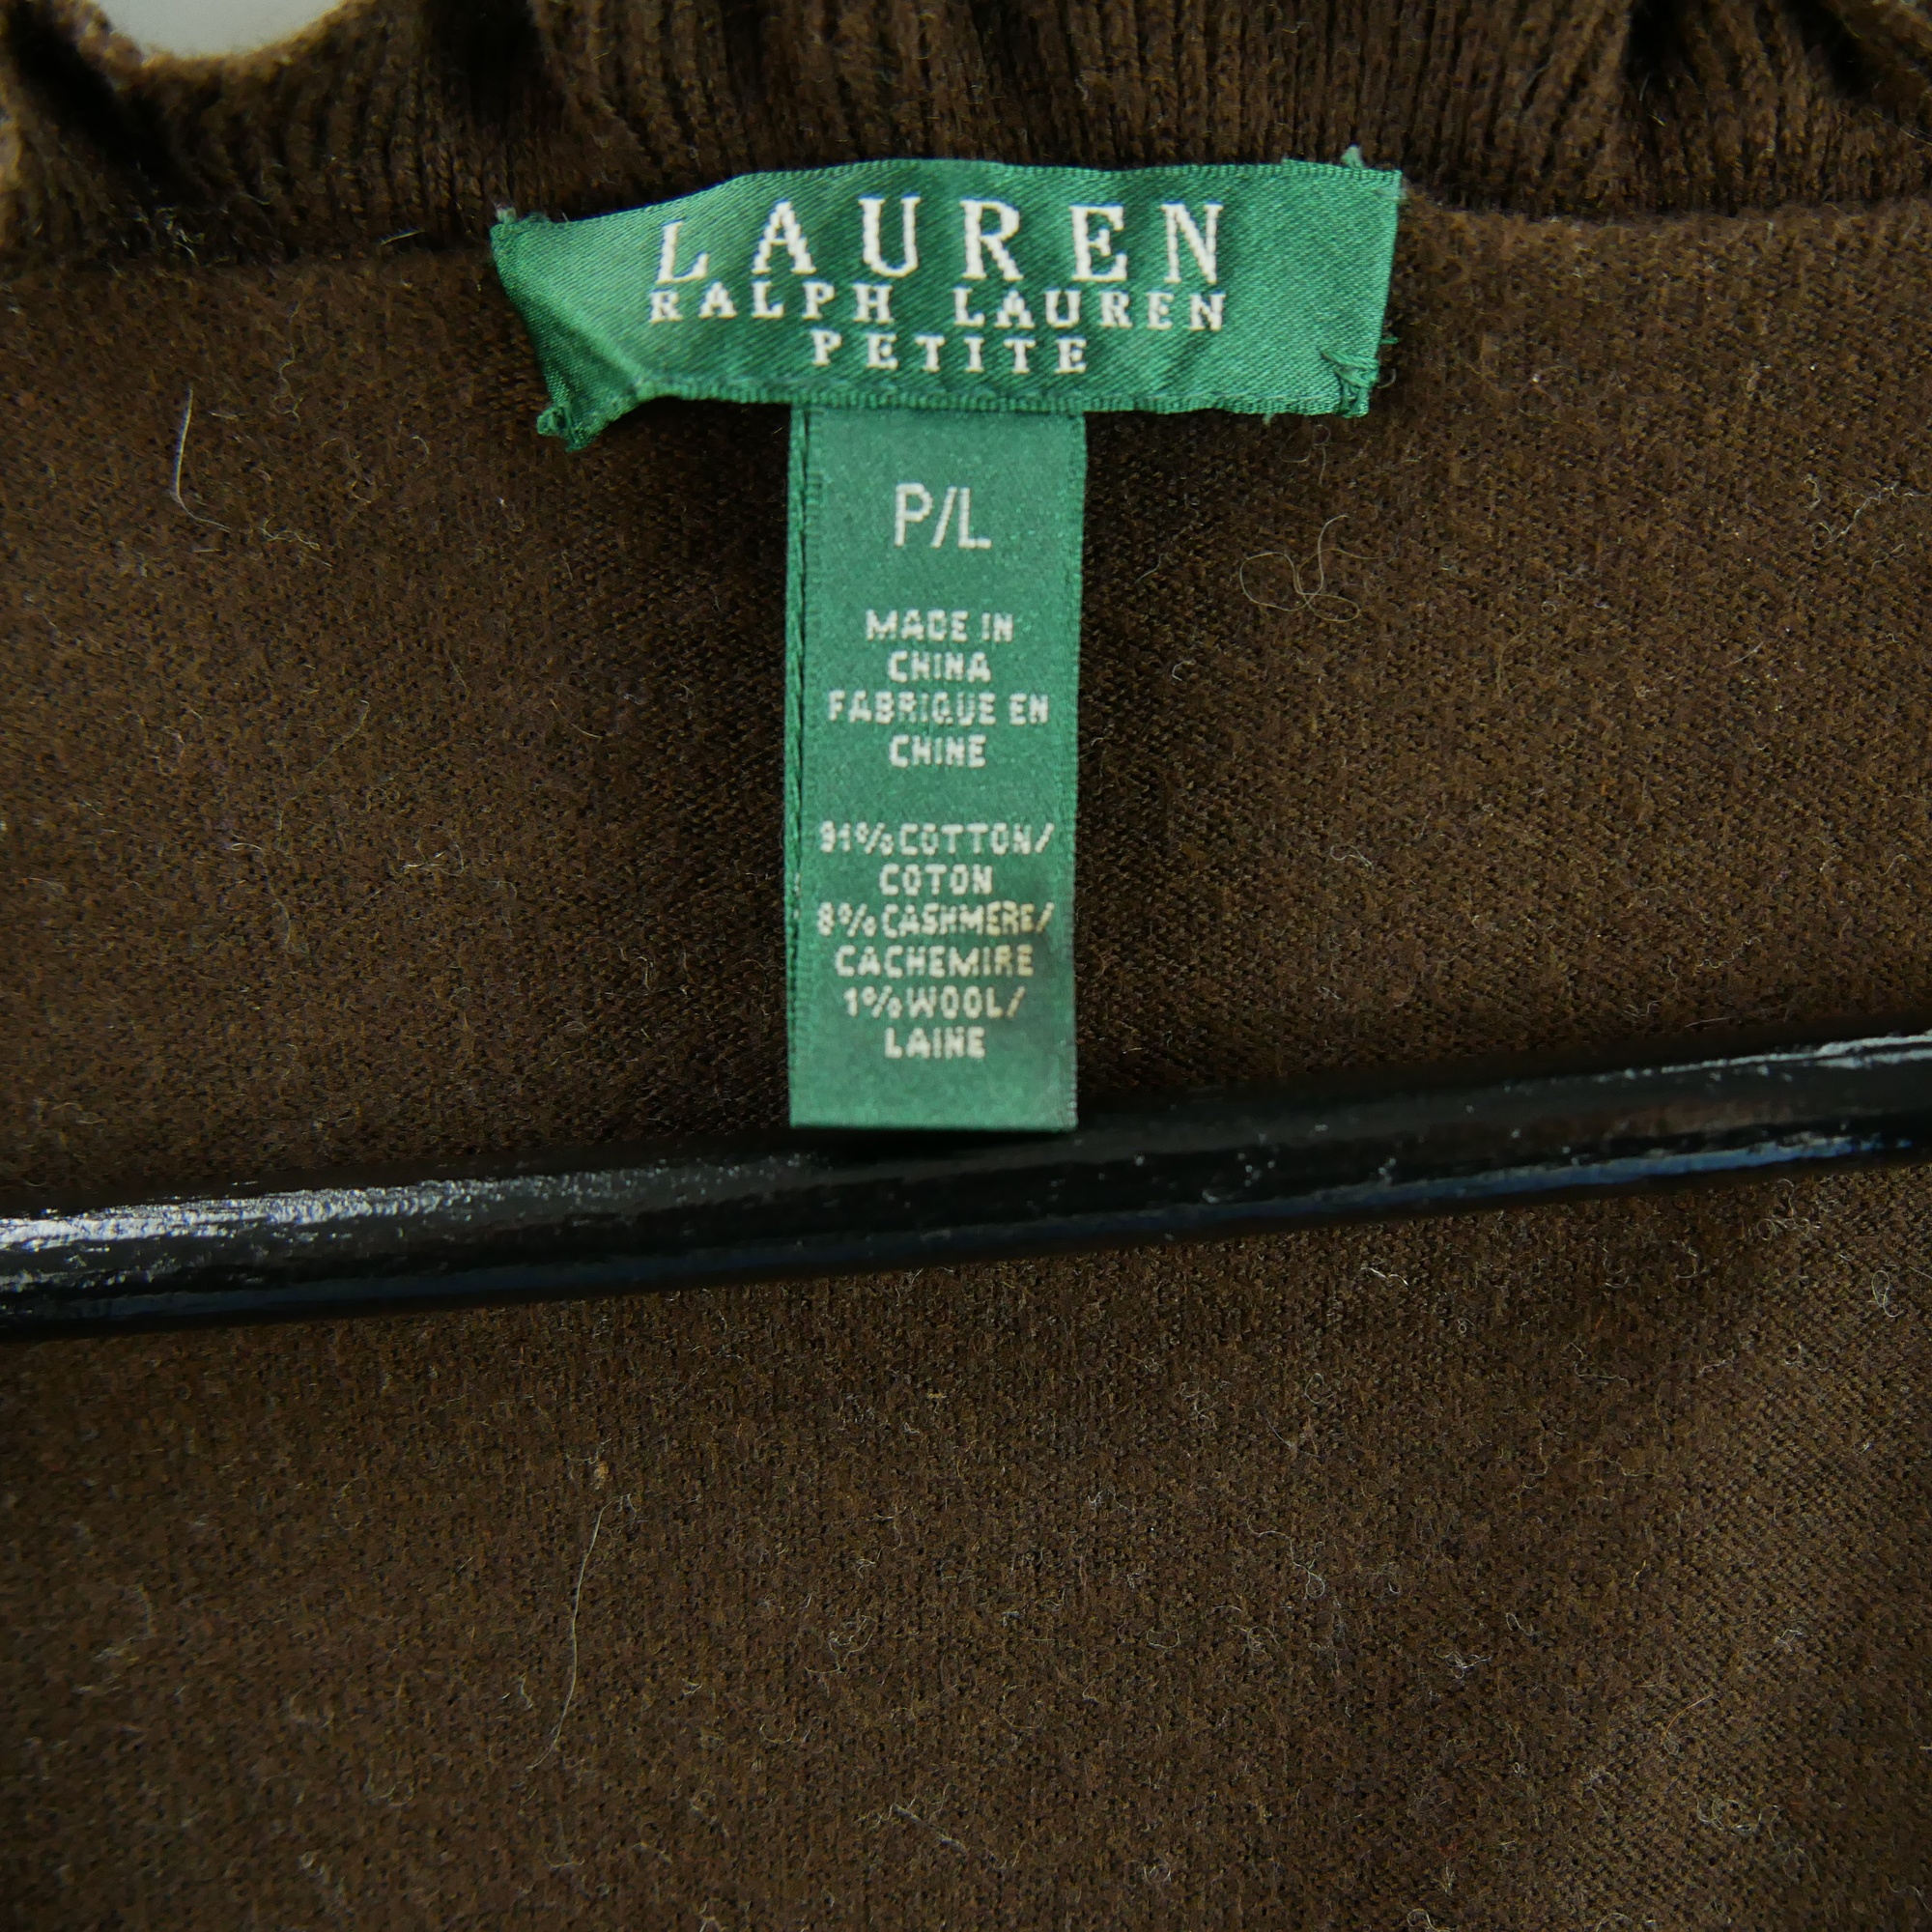 LAUREN
RALPH LAUREN
PETITE
P/L
MADE IN
CHINA
FABRIQUE EN
CHINE
91% COTTON/
COTON
8% CASHMERE/
CACHEMIRE
1% WOOL/
LAINE